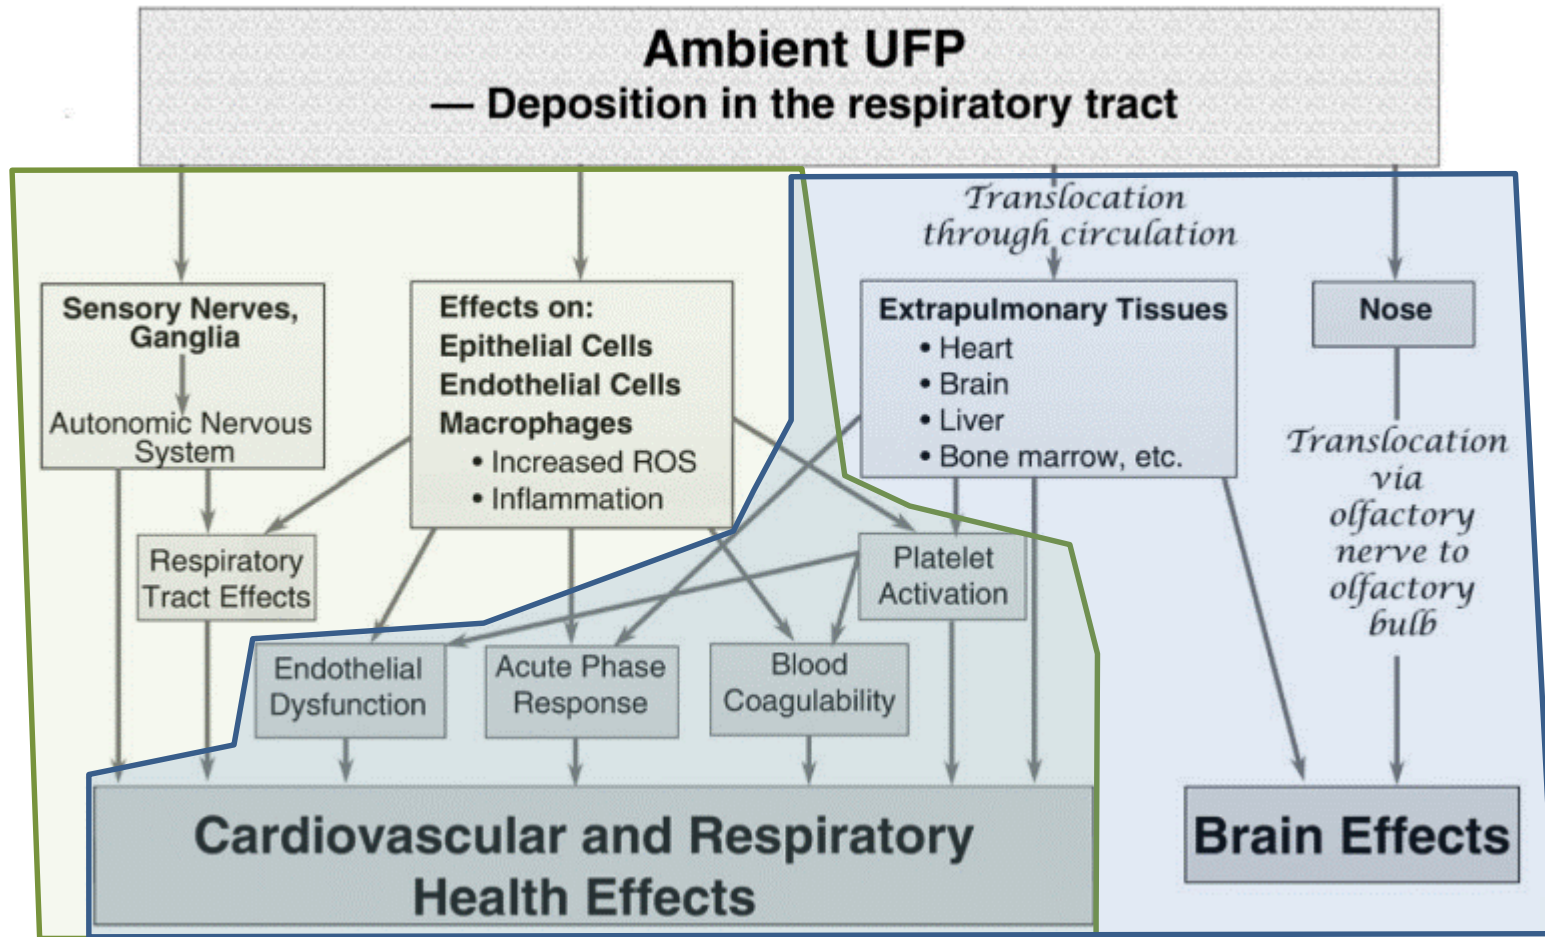 Ambient UFP
— Deposition in the respiratory tract
Translocation
through circulation
Sensory Nerves,
Ganglia
Autonomic Nervous
System
Effects on:
Epithelial Cells
Endothelial Cells
Macrophages
• Increased ROS
• Inflammation
Extrapulmonary Tissues
• Heart
• Brain
• Liver
• Bone marrow, etc.
Nose
Translocation
via
olfactory
nerve to
olfactory
bulb
Respiratory
Tract Effects
Platelet
Activation
Endothelial
Dysfunction
Acute Phase
Response
Blood
Coagulability
Cardiovascular and Respiratory
Health Effects
Brain Effects